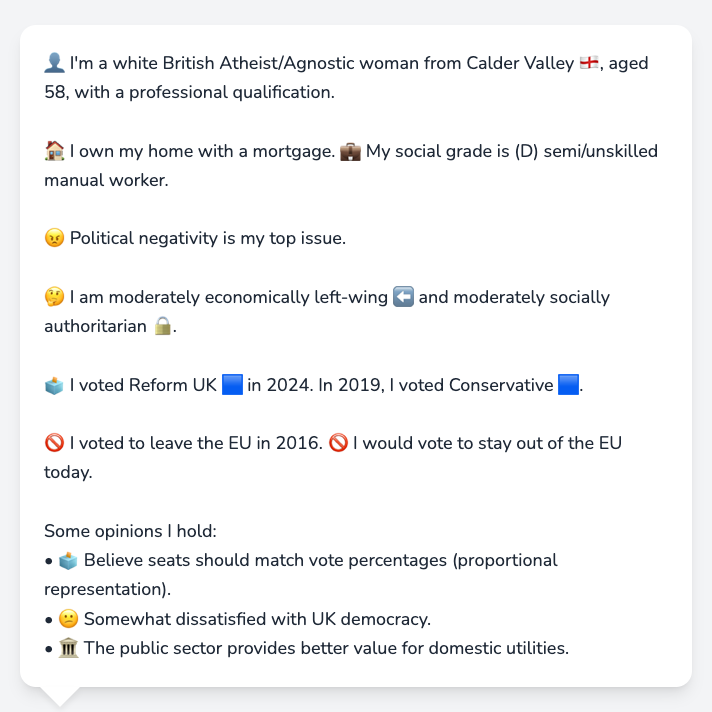 👤 I'm a white British Atheist/Agnostic woman from Calder Valley 🏴󠁧󠁢󠁥󠁮󠁧󠁿, aged
58, with a professional qualification.
🏠 I own my home with a mortgage. 💼 My social grade is (D) semi/unskilled
manual worker.
😠 Political negativity is my top issue.
🤔 I am moderately economically left-wing ⬅️ and moderately socially
authoritarian 🔒.
🗳️ I voted Reform UK 🟦 in 2024. In 2019, I voted Conservative 🟦.
🚫 I voted to leave the EU in 2016. 🚫 I would vote to stay out of the EU
today.
Some opinions I hold:
• 🗳️ Believe seats should match vote percentages (proportional
representation).
• 😕 Somewhat dissatisfied with UK democracy.
• 🏛️ The public sector provides better value for domestic utilities.